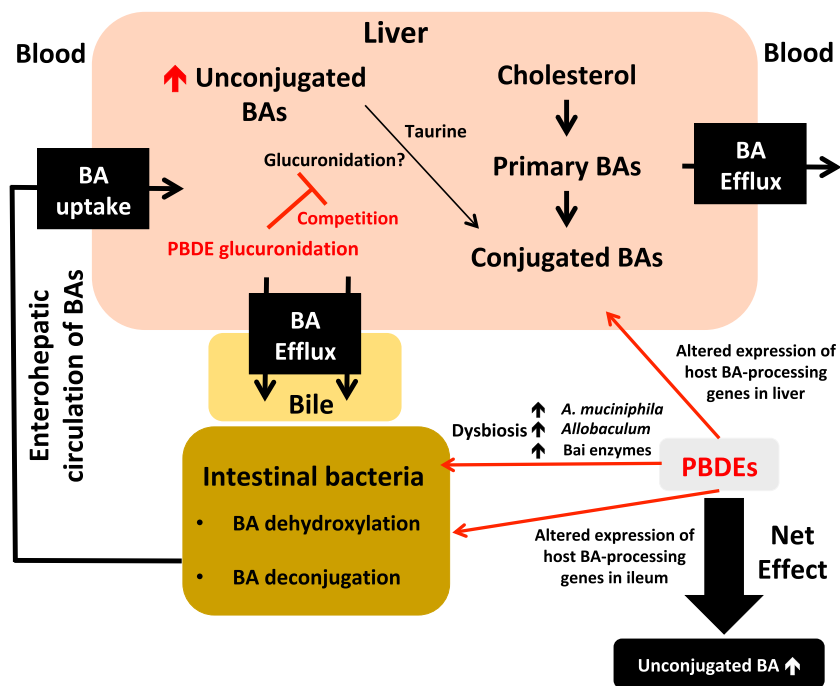 Liver
Blood
Blood
Unconjugated
BAs
Cholesterol
Taurine
Glucuronidation?
Primary BAs
BA
Efflux
BA
uptake
Competition
PBDE glucuronidation
Conjugated BAs
Enterohepatic
circulation of BAs
BA
Efflux
Bile
Altered expression of
host BA-processing
genes in liver
Dysbiosis
A. muciniphila
Allobaculum
Bai enzymes
PBDEs
Intestinal bacteria
• BA dehydroxylation
• BA deconjugation
Altered expression of
host BA-processing
genes in ileum
Net
Effect
Unconjugated BA